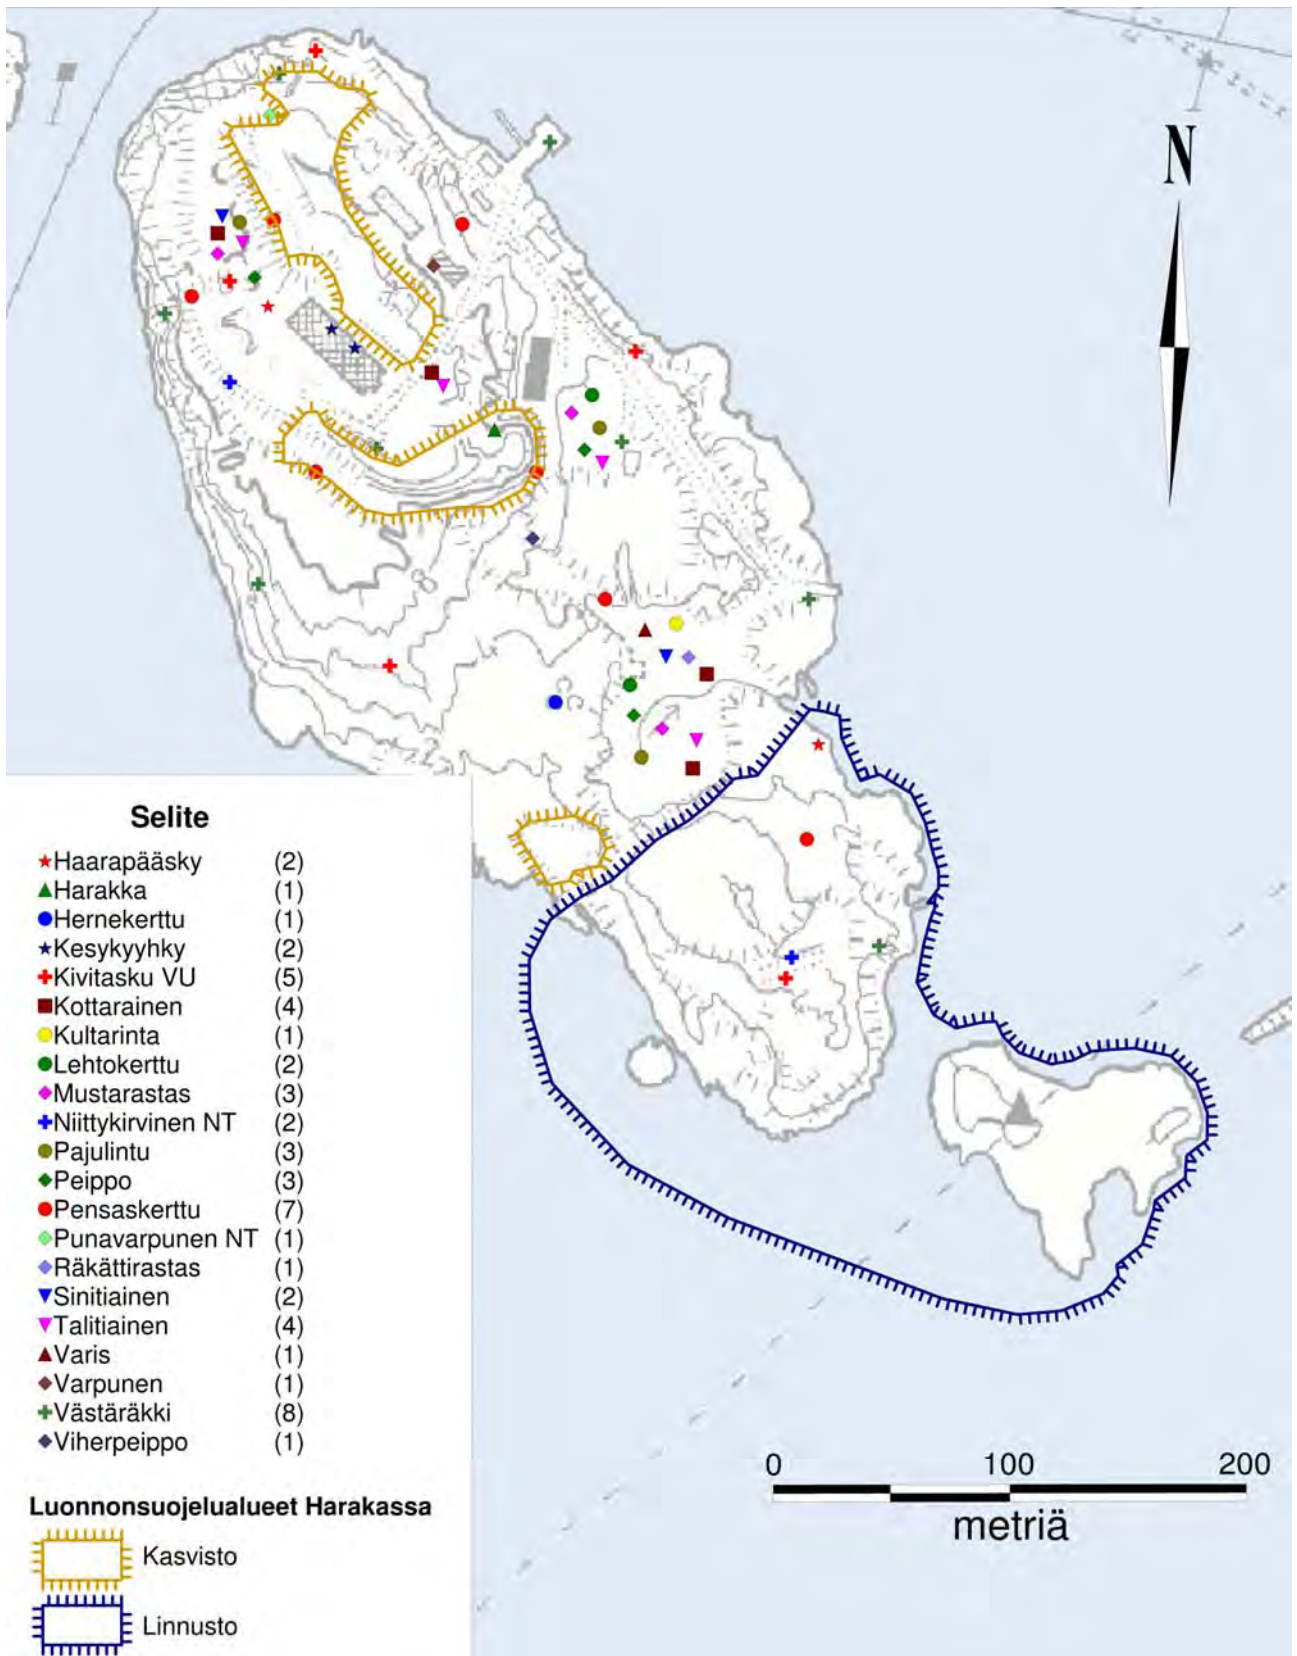 N
10
Selite
Haarapääsky (2)
Harakka (1)
Hernekerttu (1)
Kesykyyhky (2)
Kivitasku VU (5)
Kottarainen (4)
Kultarinta (1)
Lehtokerttu (2)
Mustarastas (3)
Niittykirvinen NT (2)
Pajulintu (3)
Peippo (3)
Pensaskerttu (7)
Punavarpunen NT (1)
Räkättirastas (1)
Sinitiainen (2)
Talitiainen (4)
Varis (1)
Varpunen (1)
Västäräkki (8)
Viherpeippo (1)
Luonnonsuojelualueet Harakassa
Kasvisto
Linnusto
0 100 200
metriä